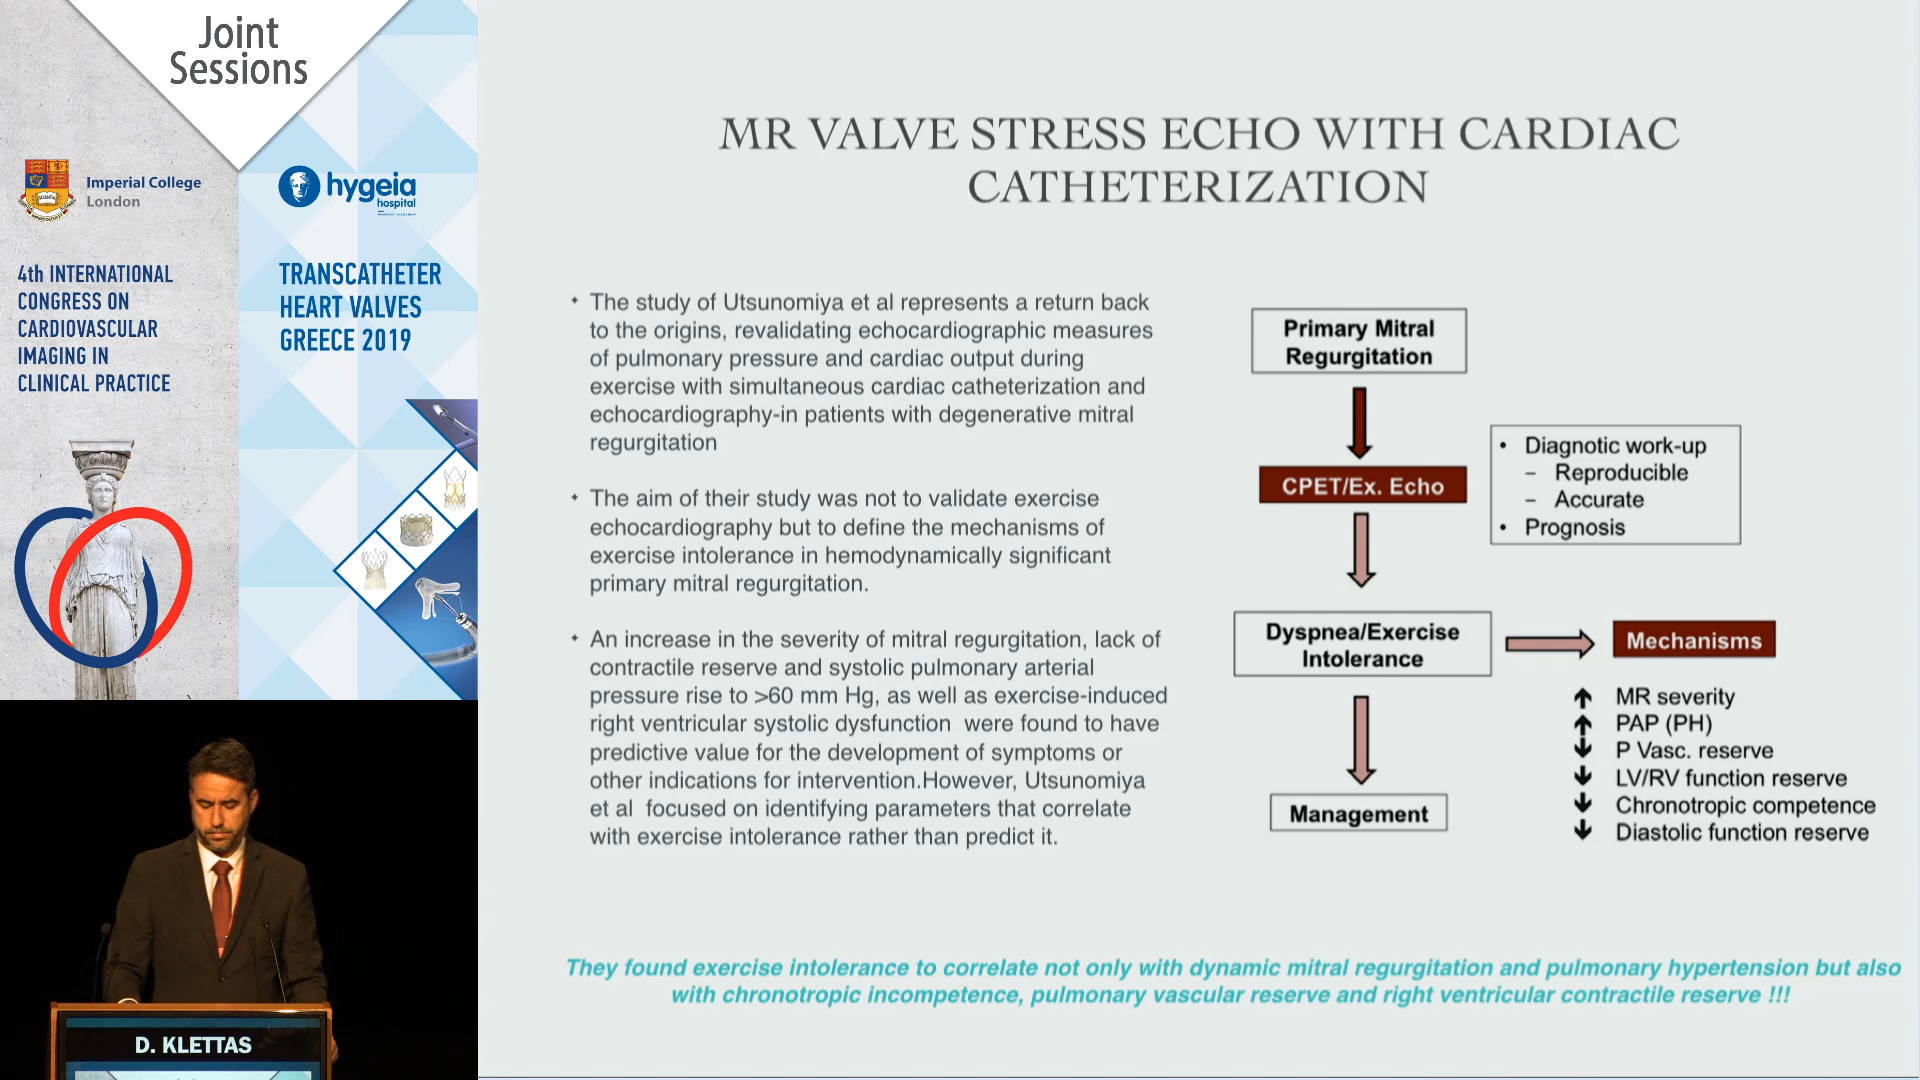 Joint
Sessions
Imperial College
London
hygeia
hospital
4th INTERNATIONAL
CONGRESS ON
CARDIOVASCULAR
IMAGING IN
CLINICAL PRACTICE
TRANSCATHETER
HEART VALVES
GREECE 2019
D. KLETTAS
MR VALVE STRESS ECHO WITH CARDIAC
CATHETERIZATION
The study of Utsunomiya et al represents a return back
to the origins, revalidating echocardiographic measures
of pulmonary pressure and cardiac output during
exercise with simultaneous cardiac catheterization and
echocardiography-in patients with degenerative mitral
regurgitation
The aim of their study was not to validate exercise
echocardiography but to define the mechanisms of
exercise intolerance in hemodynamically significant
primary mitral regurgitation.
An increase in the severity of mitral regurgitation, lack of
contractile reserve and systolic pulmonary arterial
pressure rise to >60 mm Hg, as well as exercise-induced
right ventricular systolic dysfunction were found to have
predictive value for the development of symptoms or
other indications for intervention.However, Utsunomiya
et al focused on identifying parameters that correlate
with exercise intolerance rather than predict it.
Primary Mitral
Regurgitation
CPET/Ex. Echo
• Diagnotic work-up
– Reproducible
– Accurate
• Prognosis
Dyspnea/Exercise
Intolerance
Mechanisms
↑ MR severity
↑ PAP (PH)
↓ P Vasc. reserve
↓ LV/RV function reserve
↓ Chronotropic competence
↓ Diastolic function reserve
Management
They found exercise intolerance to correlate not only with dynamic mitral regurgitation and pulmonary hypertension but also
with chronotropic incompetence, pulmonary vascular reserve and right ventricular contractile reserve !!!